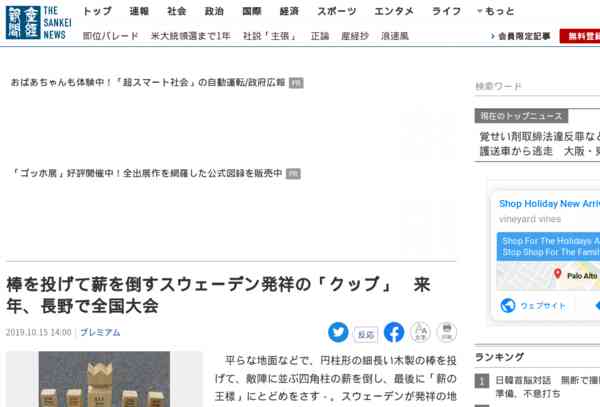 産經新聞
THE SANKEI NEWS
トップ 速報 社会 政治 国際 経済 スポーツ エンタメ ライフ もっと
即位パレード 米大統領選まで1年 社説「主張」 正論 産経抄 浪速風
会員限定記事 無料登録
おばあちゃんも体験中！「超スマート社会」の自動運転/政府広報 PR
検索ワード
現在のトップニュース
覚せい剤取締法違反罪など
護送車から逃走 大阪・東
「ゴッホ展」好評開催中！全出展作を網羅した公式図録を販売中 PR
Shop Holiday New Arriv
vineyard vines
Shop For The Holidays A
Stop Shop For The Famil
Palo Alto
ウェブサイト
棒を投げて薪を倒すスウェーデン発祥の「クッブ」 来
年、長野で全国大会
2019.10.15 14:00 プレミアム
反応
文字
印刷
平らな地面などで、円柱形の細長い木製の棒を投
げて、敵陣に並ぶ四角柱の薪を倒し、最後に「薪の
王様」にとどめをさす－。スウェーデンが発祥の地
ランキング
1 日韓首脳対話 無断で撮影
準備、不意打ち